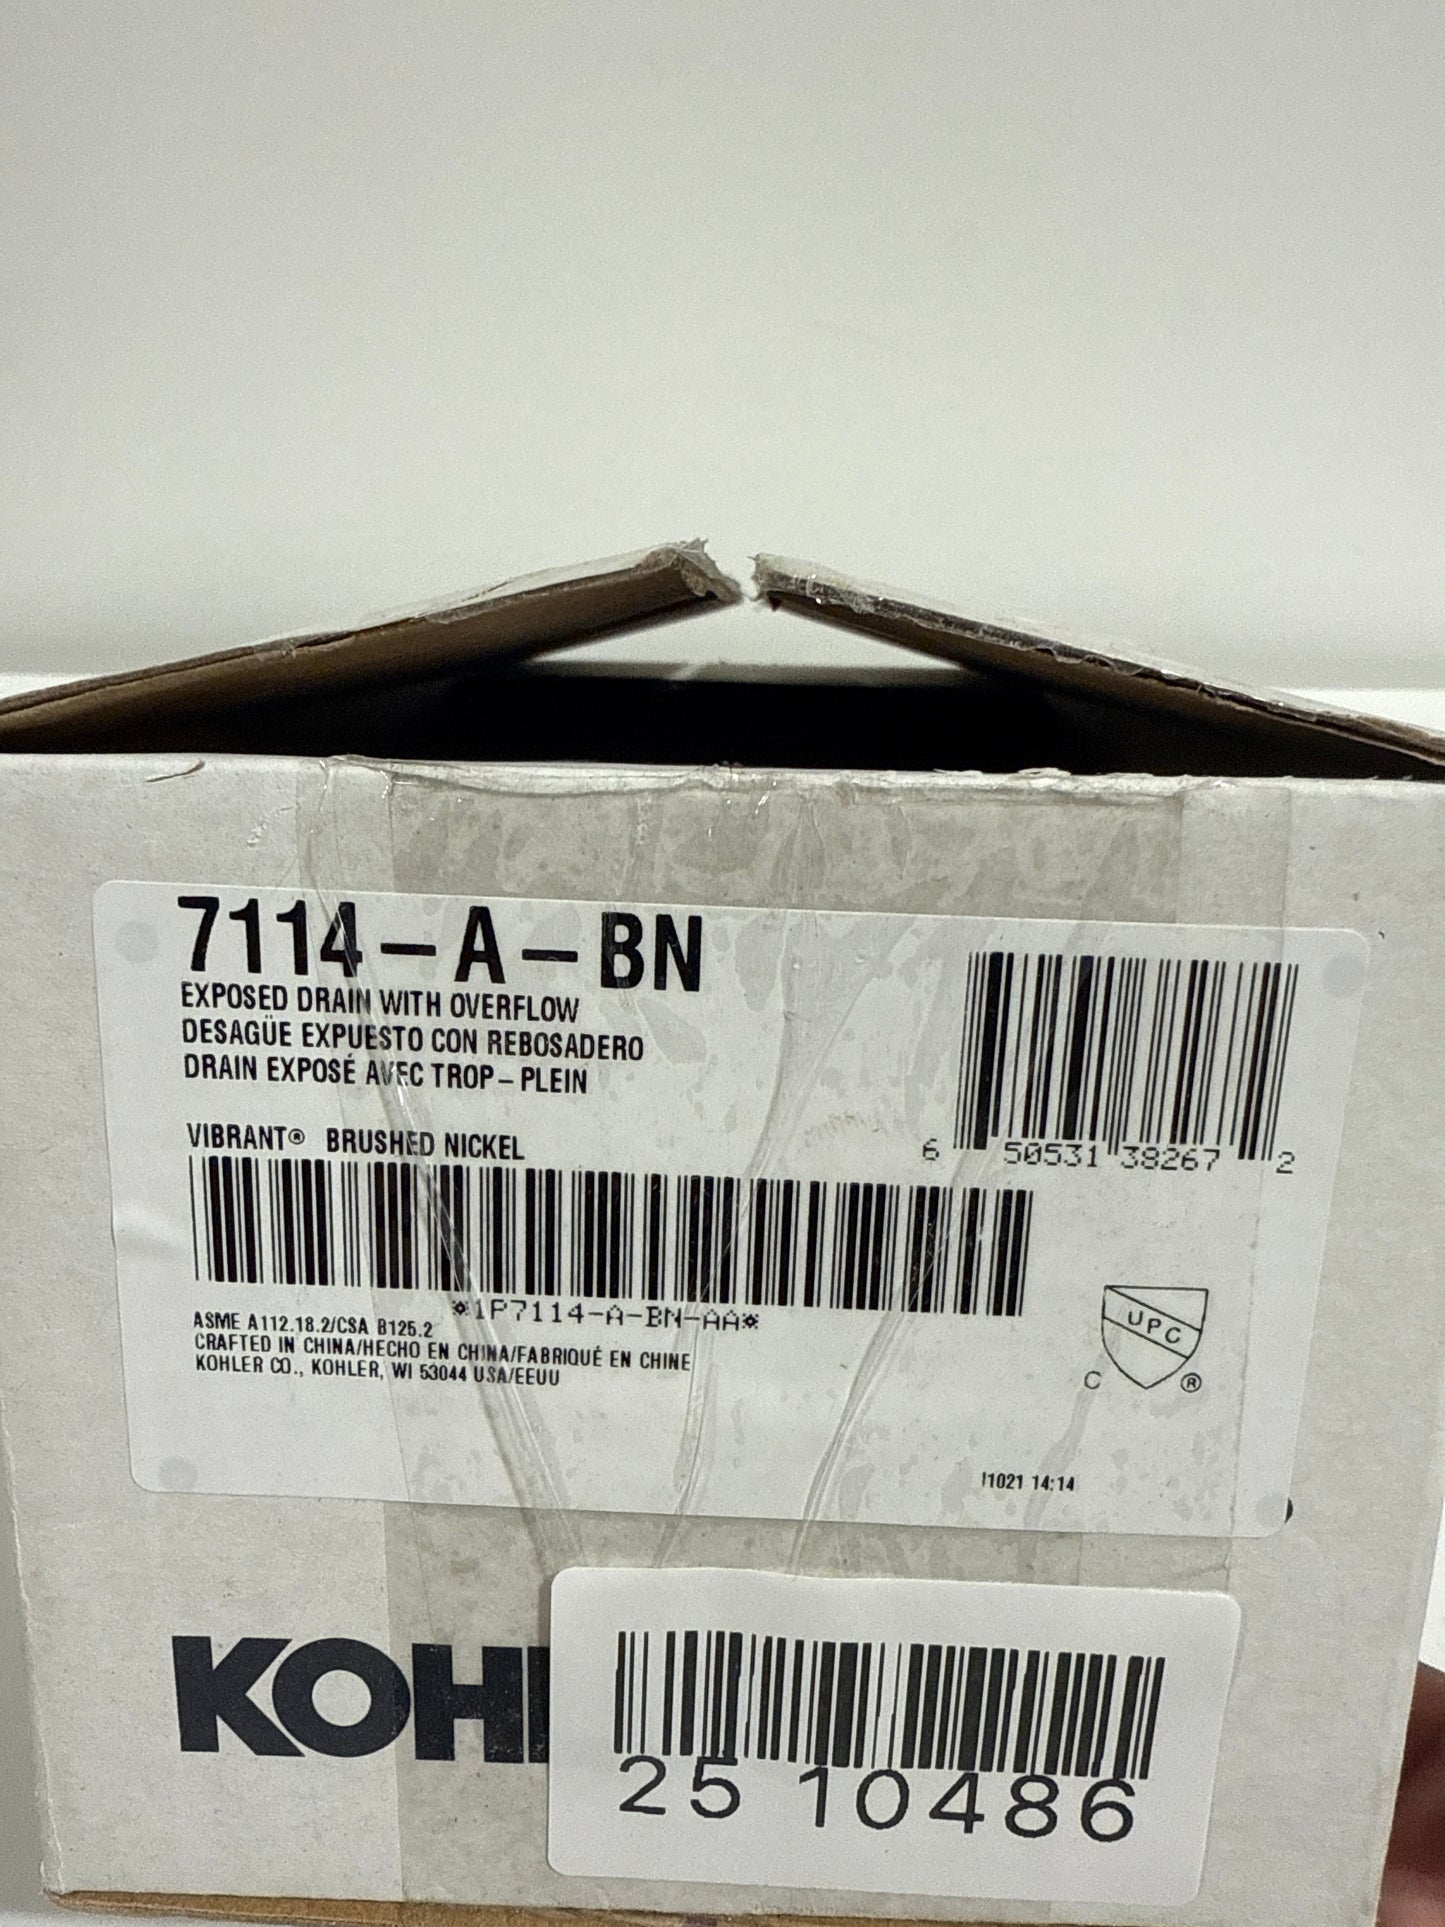 7114-A-BN
EXPOSED DRAIN WITH OVERFLOW
DESAGÜE EXPUESTO CON REBOSADERO
DRAIN EXPOSÉ AVEC TROP-PLEIN
VIBRANT® BRUSHED NICKEL
6 50531 38267 2
*1P7114-A-BN-AA*
ASME A112.18.2/CSA B125.2
CRAFTED IN CHINA/HECHO EN CHINA/FABRIQUÉ EN CHINE
KOHLER CO., KOHLER, WI 53044 USA/EEUU
UPC
C ®
I1021 14:14
KOH
25 10486